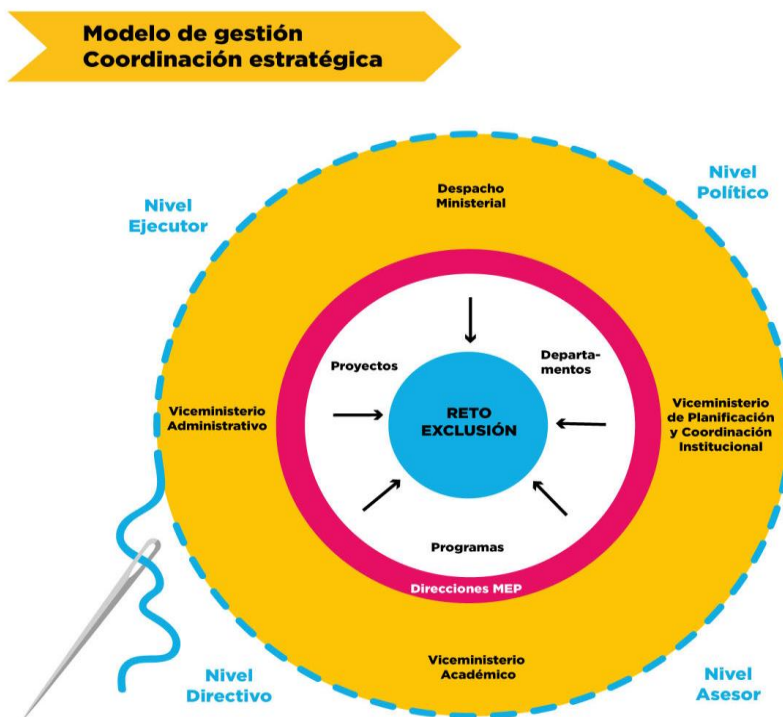 Modelo de gestión
Coordinación estratégica
Nivel
Ejecutor
Nivel
Político
Despacho
Ministerial
Proyectos
Departa-
mentos
RETO
EXCLUSIÓN
Viceministerio
Administrativo
Viceministerio
de Planificación
y Coordinación
Institucional
Programas
Direcciones MEP
Viceministerio
Académico
Nivel
Directivo
Nivel
Asesor